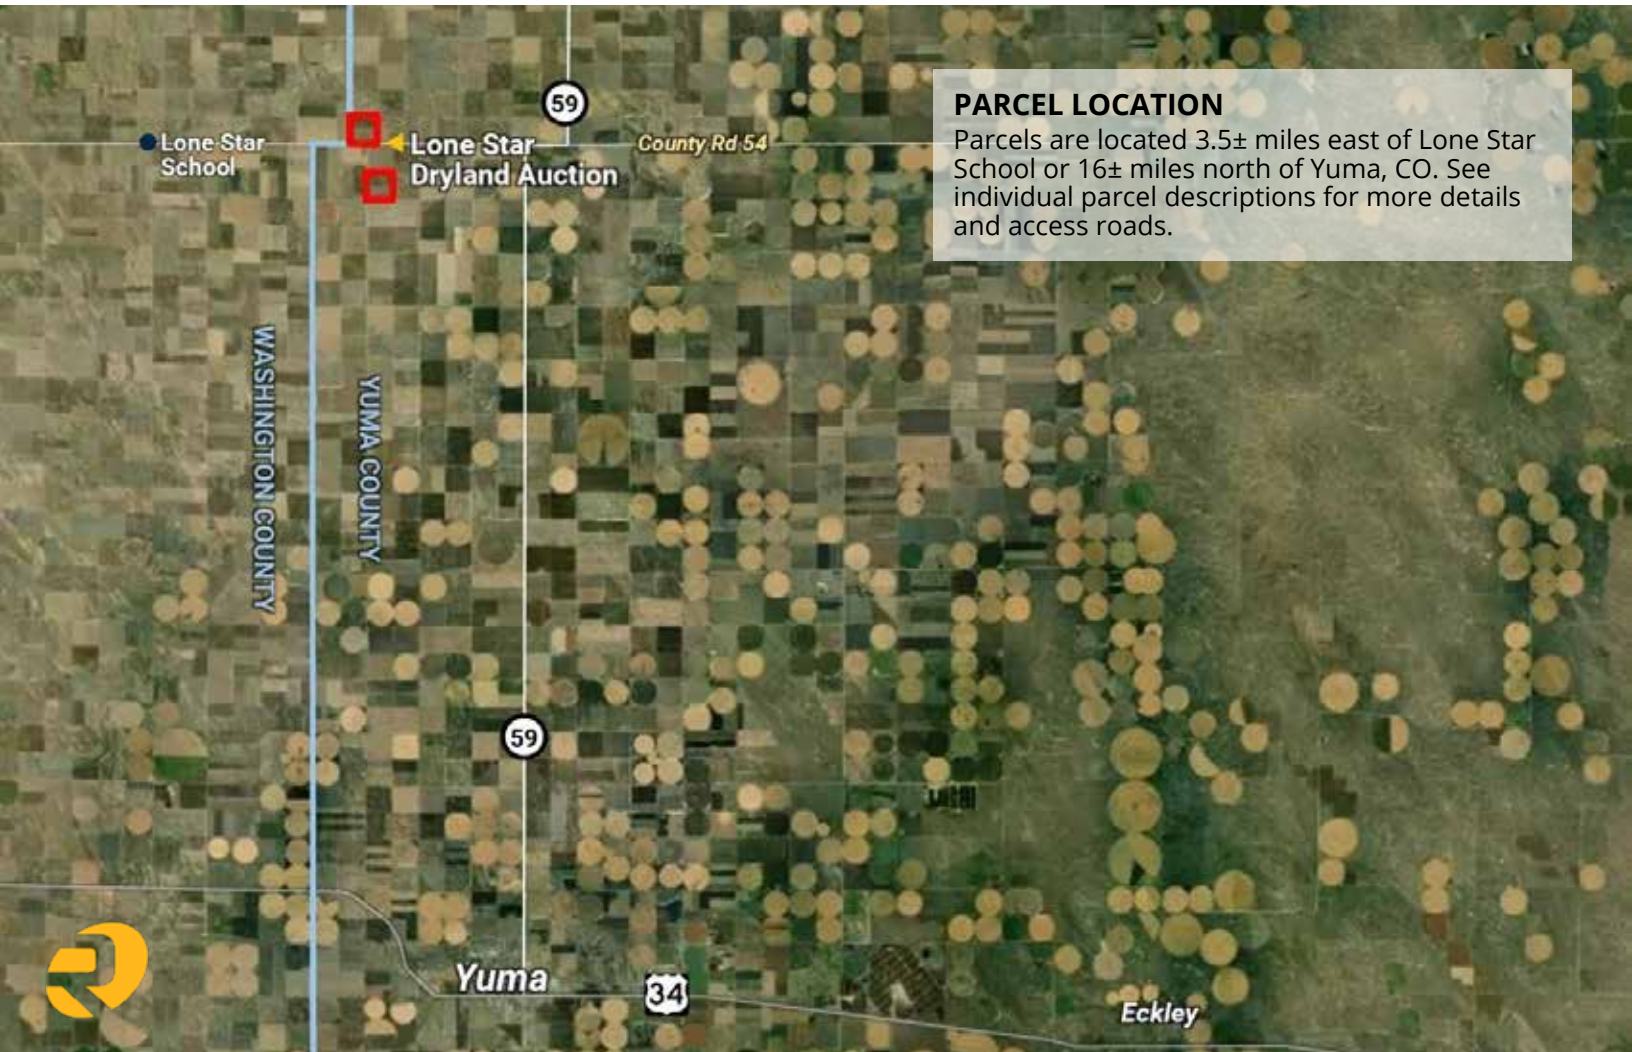 59
PARCEL LOCATION
Parcels are located 3.5± miles east of Lone Star
School or 16± miles north of Yuma, CO. See
individual parcel descriptions for more details
and access roads.
Lone Star
School
Lone Star
Dryland Auction
County Rd 54
WASHINGTON COUNTY
YUMA COUNTY
59
Yuma
34
Eckley